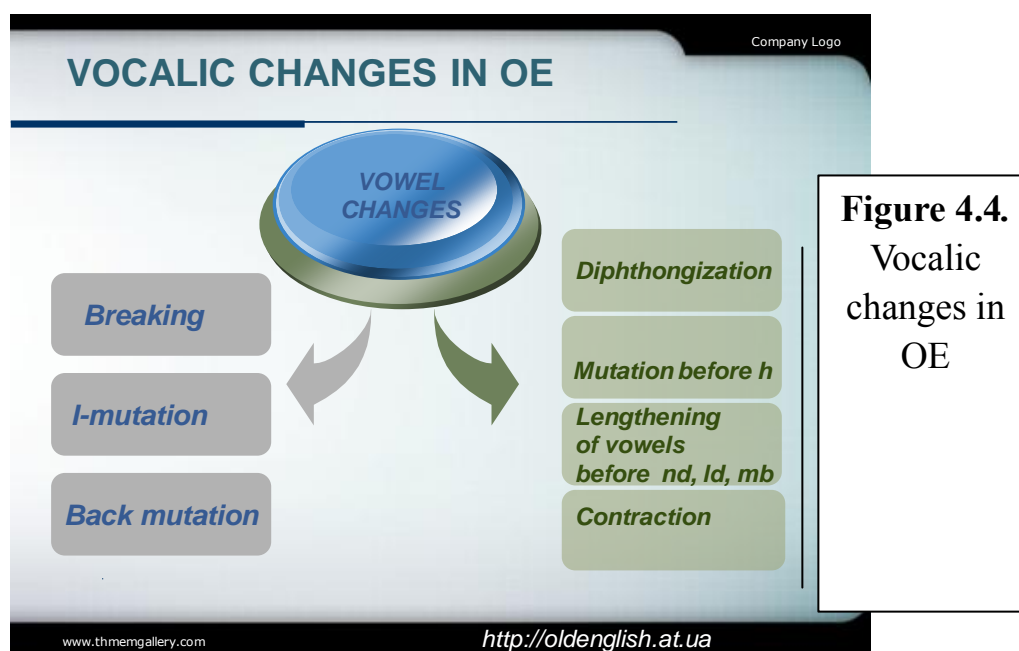 Company Logo
VOCALIC CHANGES IN OE
VOWEL
CHANGES
Breaking
I-mutation
Back mutation
Diphthongization
Mutation before h
Lengthening
of vowels
before nd, ld, mb
Contraction
Figure 4.4.
Vocalic
changes in
OE
www.thmemgallery.com
http://oldenglish.at.ua